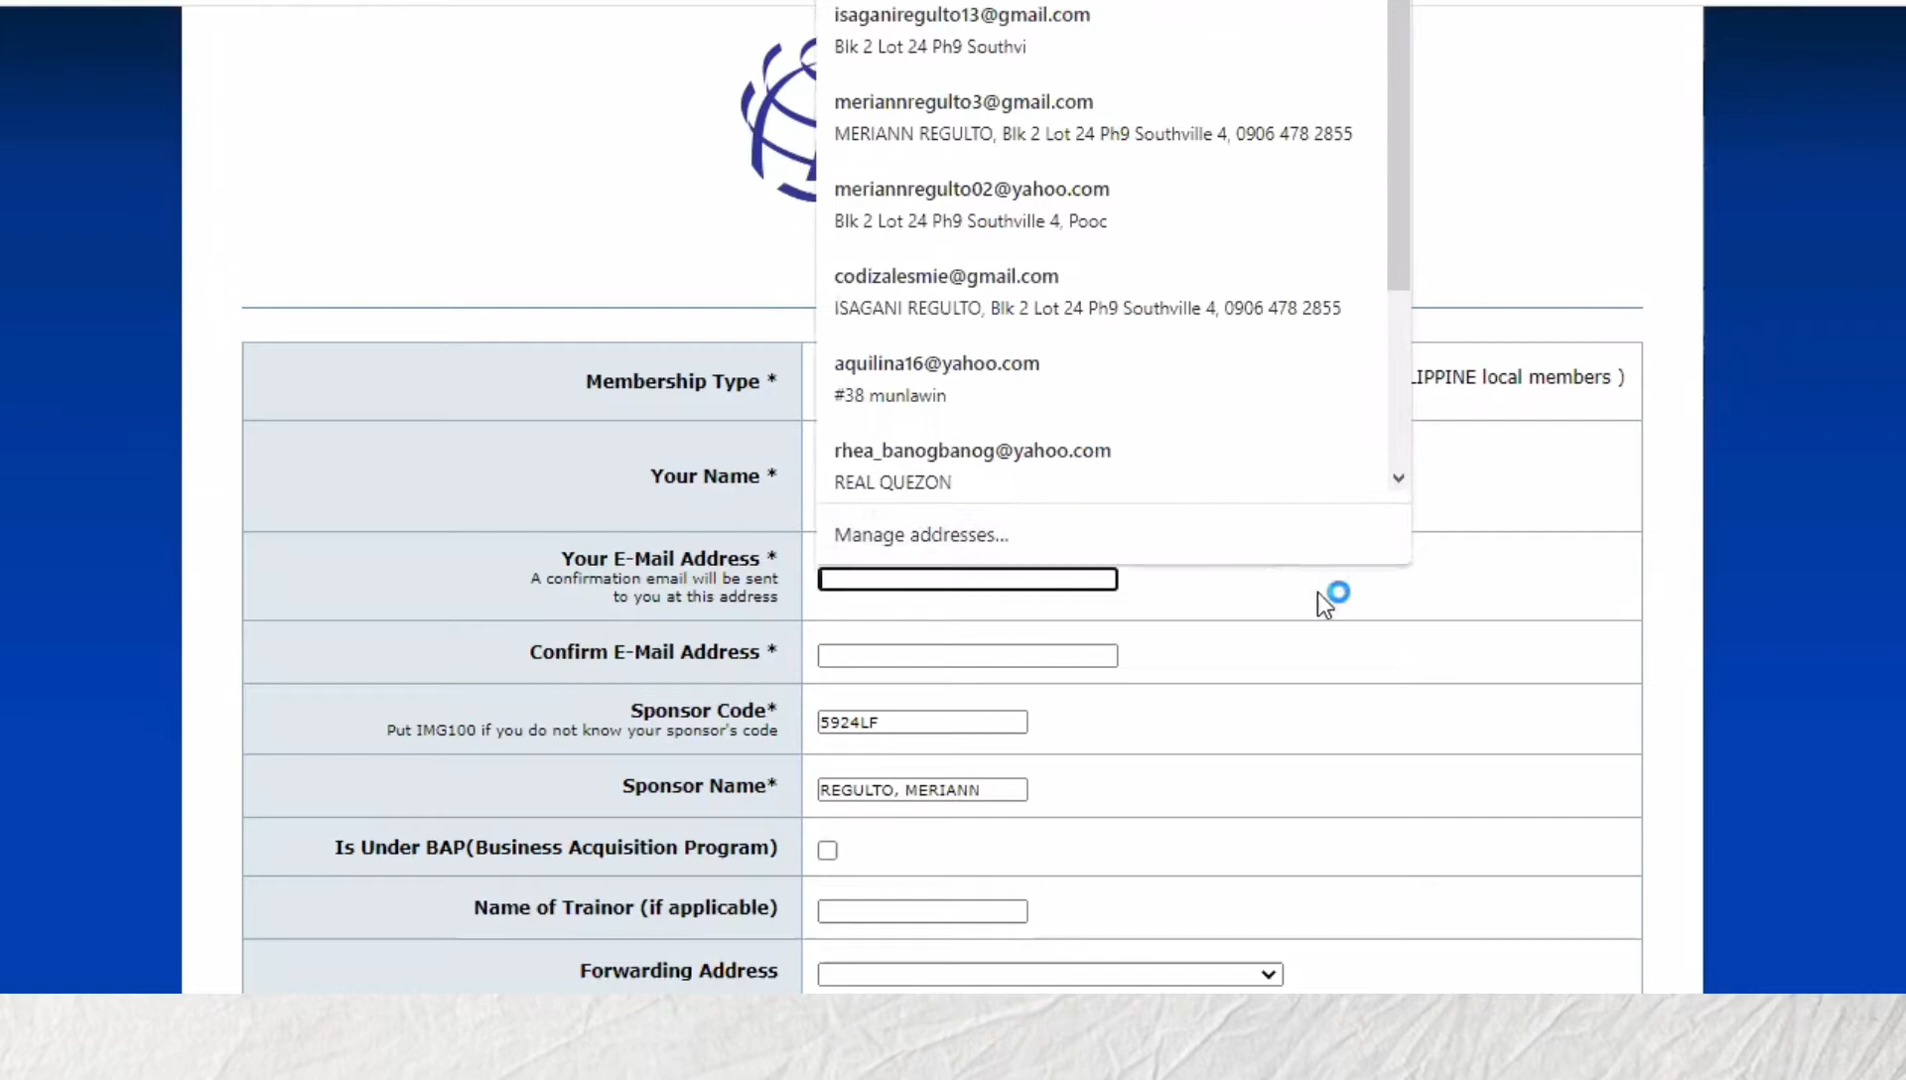 isaganiregulto13@gmail.com
Blk 2 Lot 24 Ph9 Southvi
meriannregulto3@gmail.com
MERIANN REGULTO, Blk 2 Lot 24 Ph9 Southville 4, 0906 478 2855
meriannregulto02@yahoo.com
Blk 2 Lot 24 Ph9 Southville 4, Pooc
codizalesmie@gmail.com
ISAGANI REGULTO, Blk 2 Lot 24 Ph9 Southville 4, 0906 478 2855
aquilina16@yahoo.com
#38 munlawin
rhea_banogbanog@yahoo.com
REAL QUEZON
Manage addresses...
Membership Type *
LIPPINE local members )
Your Name *
Your E-Mail Address *
A confirmation email will be sent
to you at this address
Confirm E-Mail Address *
Sponsor Code*
Put IMG100 if you do not know your sponsor's code
5924LF
Sponsor Name*
REGULTO, MERIANN
Is Under BAP(Business Acquisition Program)
Name of Trainor (if applicable)
Forwarding Address